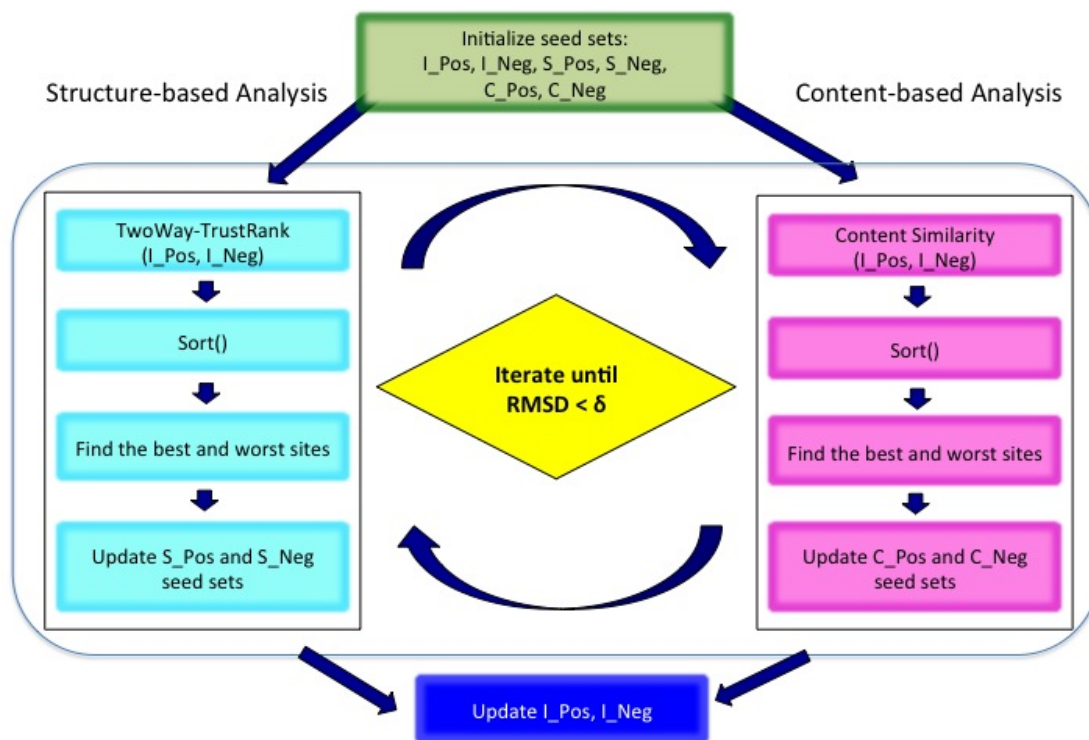 Initialize seed sets:
I_Pos, I_Neg, S_Pos, S_Neg,
C_Pos, C_Neg
Structure-based Analysis
Content-based Analysis
TwoWay-TrustRank
(I_Pos, I_Neg)
Sort()
Find the best and worst sites
Update S_Pos and S_Neg
seed sets
Iterate until
RMSD < δ
Content Similarity
(I_Pos, I_Neg)
Sort()
Find the best and worst sites
Update C_Pos and C_Neg
seed sets
Update I_Pos, I_Neg